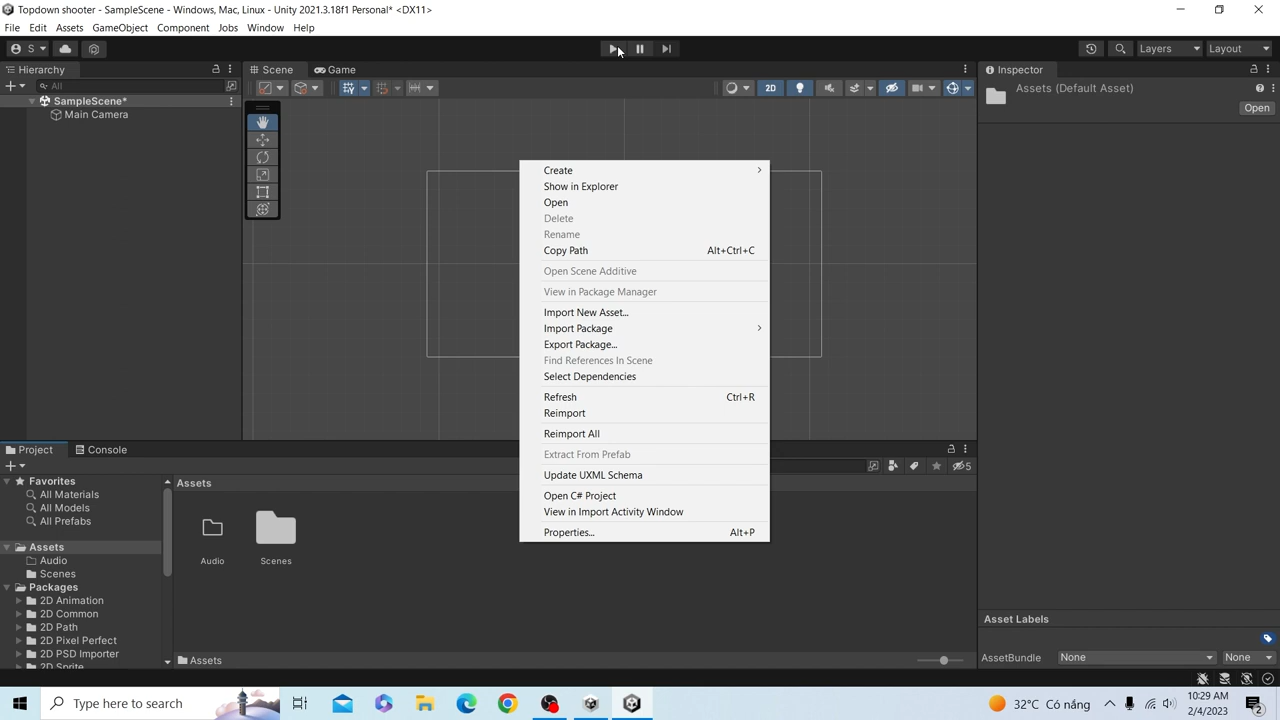 Topdown shooter - SampleScene - Windows, Mac, Linux - Unity 2021.3.18f1 Personal* <DX11>
File Edit Assets GameObject Component Jobs Window Help
S Layers Layout
Hierarchy Scene Game Inspector
All
SampleScene*
Main Camera
2D
Assets (Default Asset)
Open
Create
Show in Explorer
Open
Delete
Rename
Copy Path Alt+Ctrl+C
Open Scene Additive
View in Package Manager
Import New Asset...
Import Package
Export Package...
Find References In Scene
Select Dependencies
Refresh Ctrl+R
Reimport
Reimport All
Extract From Prefab
Update UXML Schema
Open C# Project
View in Import Activity Window
Properties... Alt+P
Project Console
5
Favorites
All Materials
All Models
All Prefabs
Assets
Audio
Scenes
Packages
2D Animation
2D Common
2D Path
2D Pixel Perfect
2D PSD Importer
2D Sprite
Assets
Audio Scenes
Assets
Asset Labels
AssetBundle None None
Type here to search
32°C Có nắng
10:29 AM
2/4/2023
2